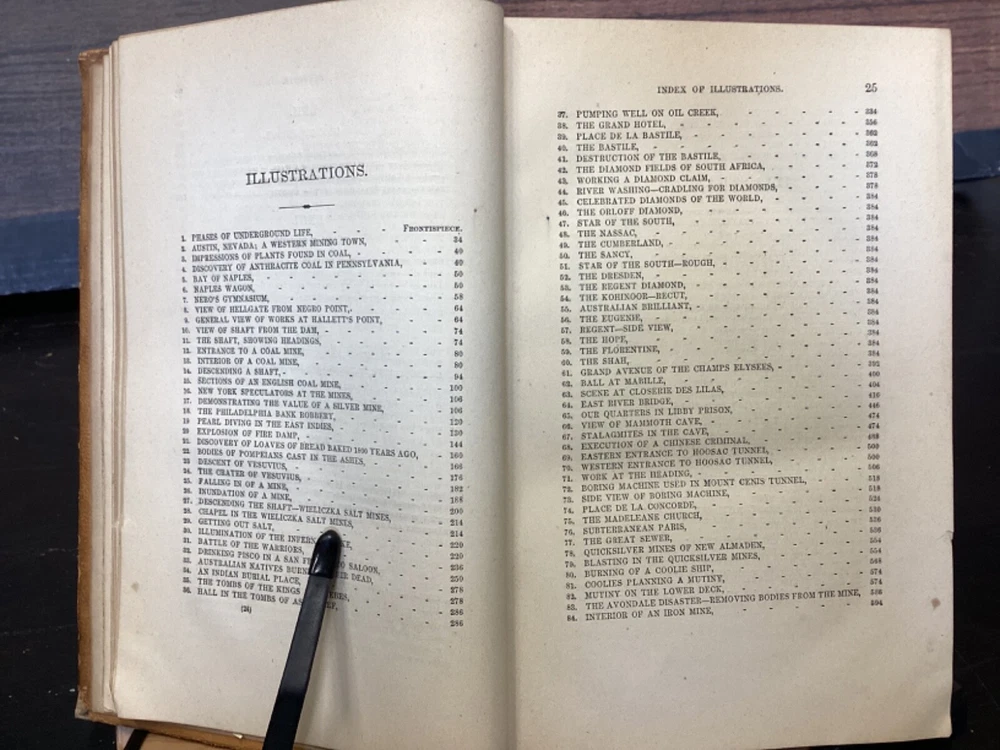 ILLUSTRATIONS.
FRONTISPIECE.
1. PHASES OF UNDERGROUND LIFE,
2. AUSTIN, NEVADA; A WESTERN MINING TOWN, 34
3. IMPRESSIONS OF PLANTS FOUND IN COAL, 40
4. DISCOVERY OF ANTHRACITE COAL IN PENNSYLVANIA, 40
5. BAY OF NAPLES, 50
6. NAPLES WAGON, 50
7. NERO'S GYMNASIUM, 58
8. VIEW OF HELLGATE FROM NEGRO POINT, 64
9. GENERAL VIEW OF WORKS AT HALLETT'S POINT, 64
10. VIEW OF SHAFT FROM THE DAM, 74
11. THE SHAFT, SHOWING HEADINGS, 74
12. ENTRANCE TO A COAL MINE, 80
13. INTERIOR OF A COAL MINE, 80
14. DESCENDING A SHAFT, 94
15. SECTIONS OF AN ENGLISH COAL MINE, 100
16. NEW YORK SPECULATORS AT THE MINES, 106
17. DEMONSTRATING THE VALUE OF A SILVER MINE, 106
18. THE PHILADELPHIA BANK ROBBERY, 120
19 PEARL DIVING IN THE EAST INDIES, 130
20 EXPLOSION OF FIRE DAMP, 144
21. DISCOVERY OF LOAVES OF BREAD BAKED 1800 YEARS AGO, 160
22. BODIES OF POMPEIANS CAST IN THE ASHES, 166
23 DESCENT OF VESUVIUS, 176
24. THE CRATER OF VESUVIUS, 182
25 FALLING IN OF A MINE, 188
26. INUNDATION OF A MINE, 200
27. DESCENDING THE SHAFT—WIELICZKA SALT MINES, 214
28. CHAPEL IN THE WIELICZKA SALT MINES, 214
29. GETTING OUT SALT, 220
30. ILLUMINATION OF THE INFERN KE, 220
31. BATTLE OF THE WARRIORS, 236
32. DRINKING PISCO IN A SAN F CO SALOON, 250
33. AUSTRALIAN NATIVES BURN EIR DEAD, 278
34. AN INDIAN BURIAL PLACE, 278
35. THE TOMBS OF THE KINGS EBES, 286
36. HALL IN THE TOMBS OF AS EF, 286
(24)
INDEX OF ILLUSTRATIONS. 25
37. PUMPING WELL ON OIL CREEK, 334
38. THE GRAND HOTEL, 356
39. PLACE DE LA BASTILE, 362
40. THE BASTILE, 362
41. DESTRUCTION OF THE BASTILE, 368
42. THE DIAMOND FIELDS OF SOUTH AFRICA, 372
43. WORKING A DIAMOND CLAIM, 378
44. RIVER WASHING—CRADLING FOR DIAMONDS, 378
45. CELEBRATED DIAMONDS OF THE WORLD, 384
46. THE ORLOFF DIAMOND, 384
47. STAR OF THE SOUTH, 384
48. THE NASSAC, 384
49. THE CUMBERLAND, 384
50. THE SANCY, 384
51. STAR OF THE SOUTH—ROUGH, 384
52. THE DRESDEN, 384
53. THE REGENT DIAMOND, 384
54. THE KOHINOOR—RECUT, 384
55. AUSTRALIAN BRILLIANT, 384
56. THE EUGENIE, 384
57. REGENT—SIDE VIEW, 384
58. THE HOPE, 384
59. THE FLORENTINE, 384
60. THE SHAH, 384
61. GRAND AVENUE OF THE CHAMPS ELYSEES, 392
62. BALL AT MABILLE, 400
63. SCENE AT CLOSERIE DES LILAS, 404
64. EAST RIVER BRIDGE, 416
65. OUR QUARTERS IN LIBBY PRISON, 446
66. VIEW OF MAMMOTH CAVE, 474
67. STALAGMITES IN THE CAVE, 474
68. EXECUTION OF A CHINESE CRIMINAL, 488
69. EASTERN ENTRANCE TO HOOSAC TUNNEL, 500
70. WESTERN ENTRANCE TO HOOSAC TUNNEL, 500
71. WORK AT THE HEADING, 506
72. BORING MACHINE USED IN MOUNT CENIS TUNNEL, 518
73. SIDE VIEW OF BORING MACHINE, 518
74. PLACE DE LA CONCORDE, 524
75. THE MADELEANE CHURCH, 530
76. SUBTERRANEAN PARIS, 536
77. THE GREAT SEWER, 536
78. QUICKSILVER MINES OF NEW ALMADEN, 554
79. BLASTING IN THE QUICKSILVER MINES, 554
80. BURNING OF A COOLIE SHIP, 568
81. COOLIES PLANNING A MUTINY, 574
82. MUTINY ON THE LOWER DECK, 574
83. THE AVONDALE DISASTER—REMOVING BODIES FROM THE MINE, 586
84. INTERIOR OF AN IRON MINE, 594